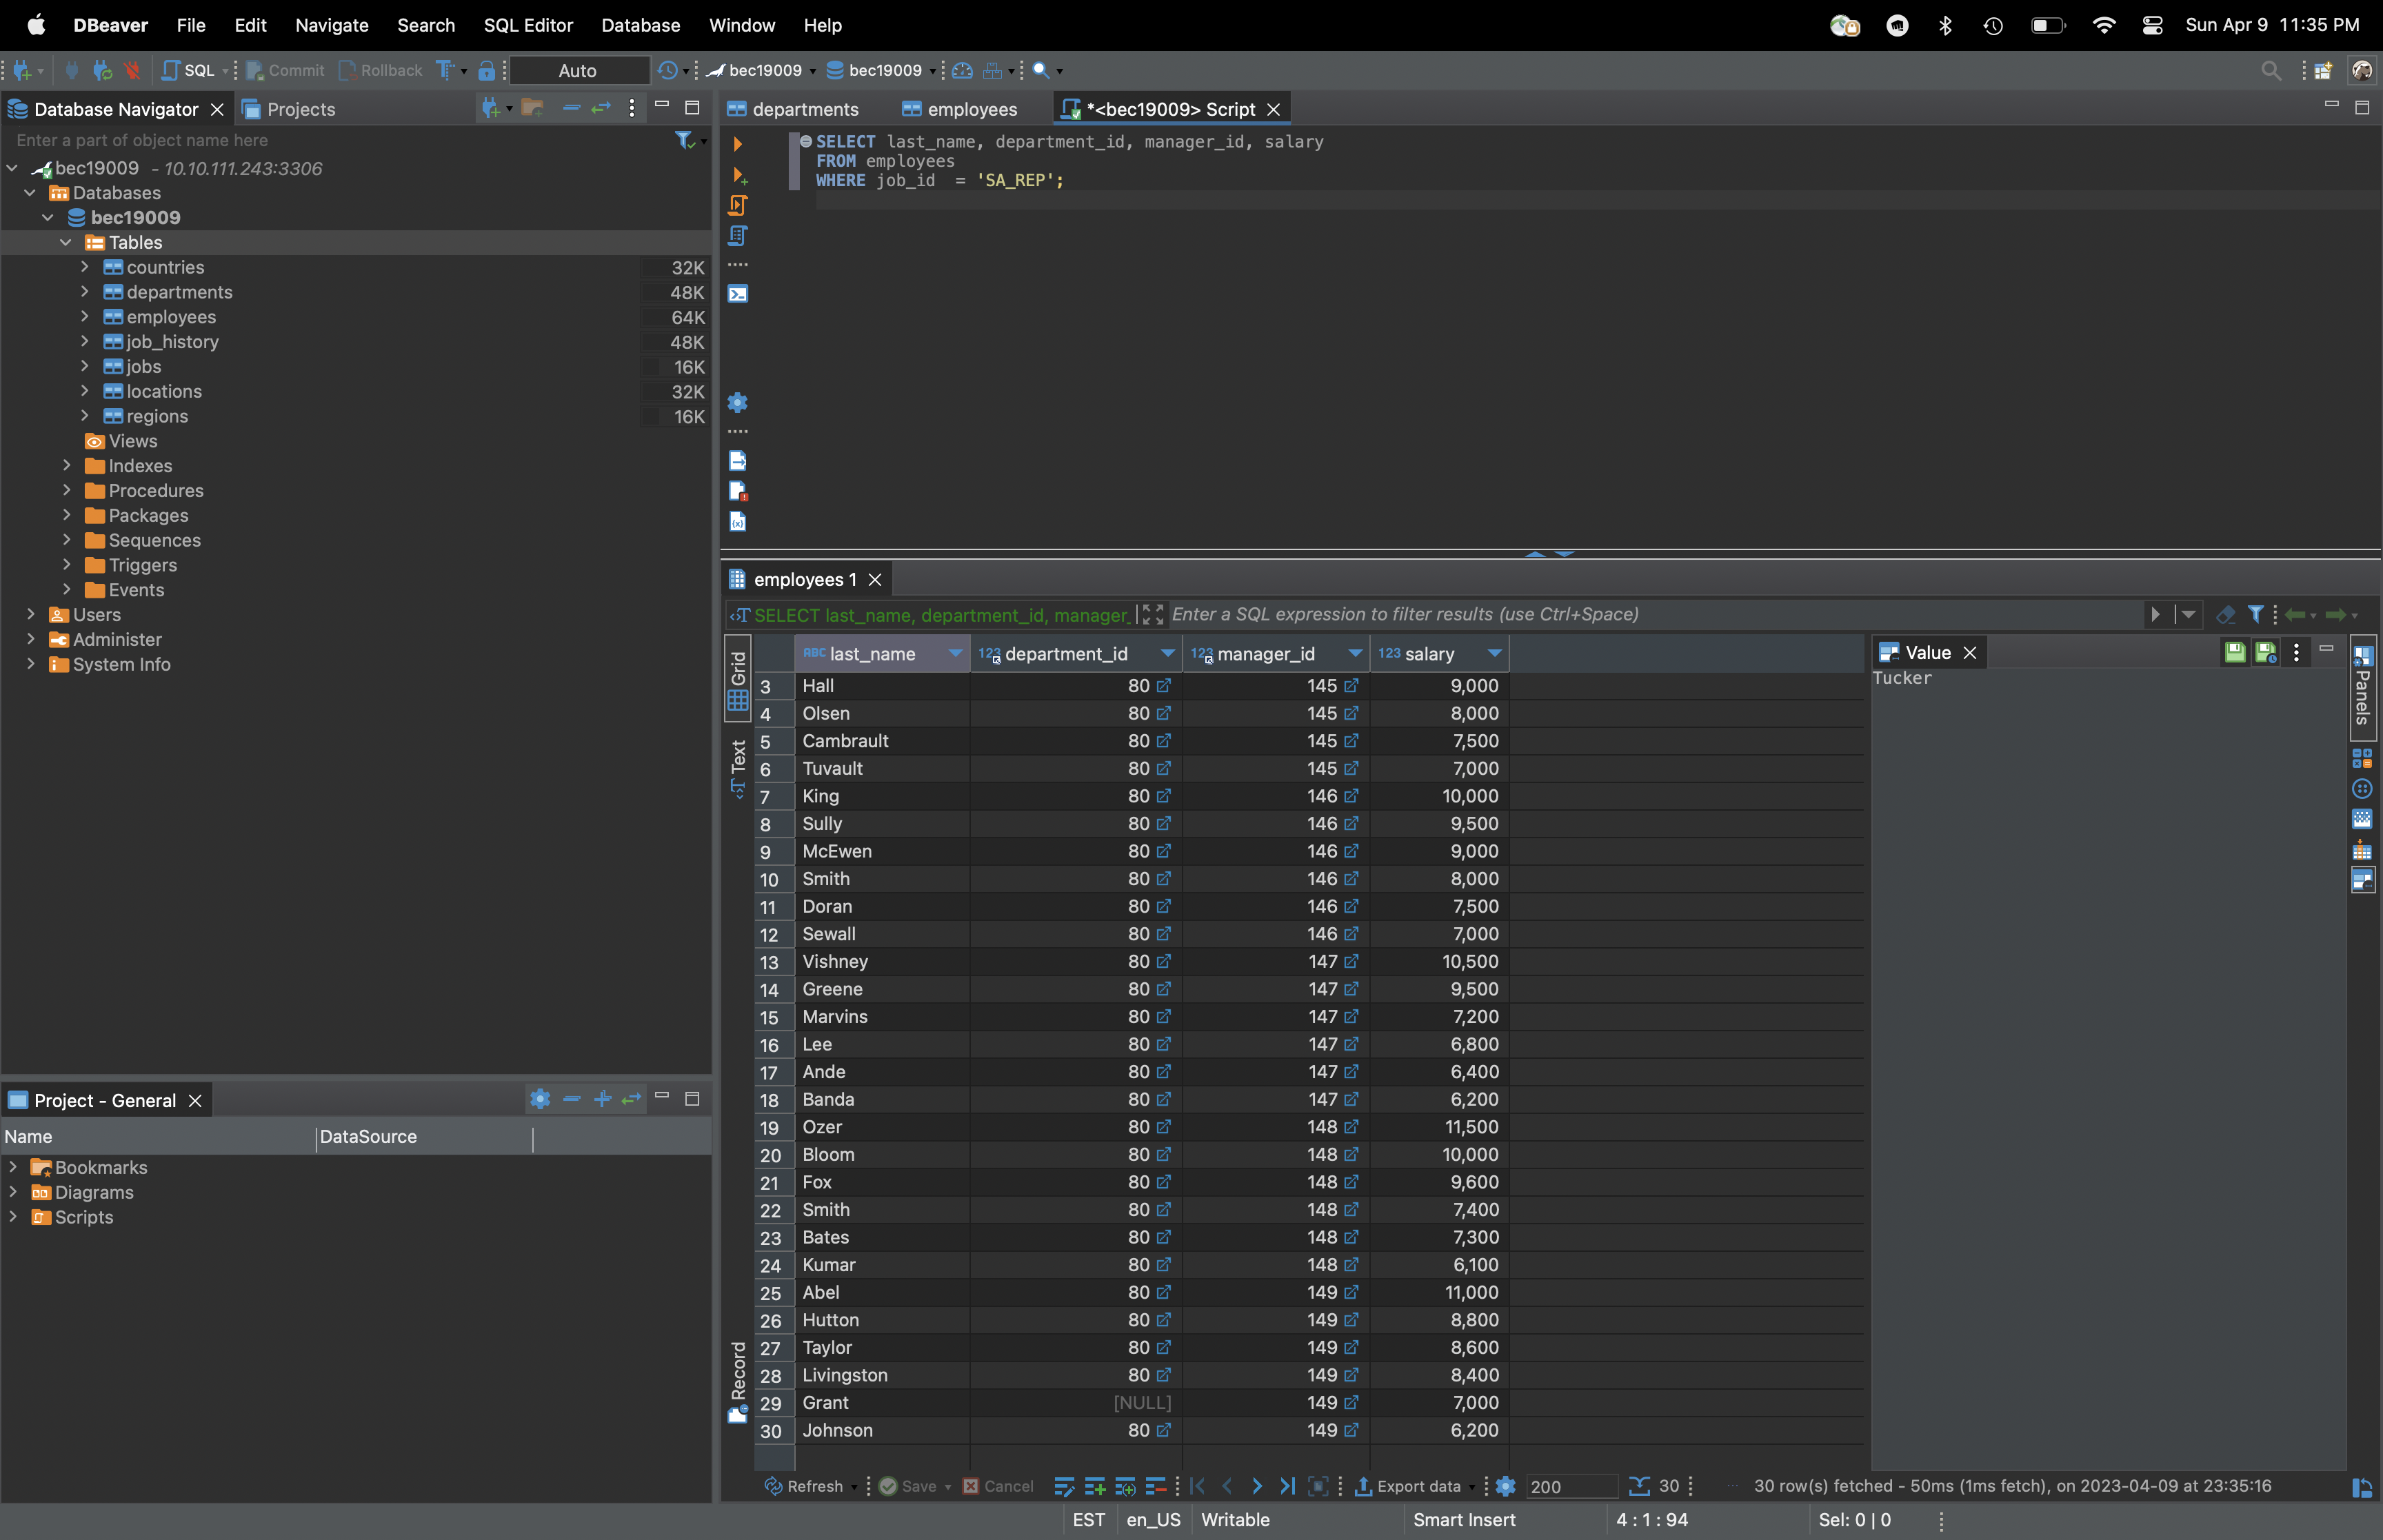 DBeaver File Edit Navigate Search SQL Editor Database Window Help Sun Apr 9 11:35 PM
SQL Commit Rollback Auto bec19009 bec19009
Database Navigator Projects
Enter a part of object name here
bec19009 - 10.10.111.243:3306
Databases
bec19009
Tables
countries 32K
departments 48K
employees 64K
job_history 48K
jobs 16K
locations 32K
regions 16K
Views
Indexes
Procedures
Packages
Sequences
Triggers
Events
Users
Administer
System Info
Project - General
Name DataSource
Bookmarks
Diagrams
Scripts
departments employees *<bec19009> Script
SELECT last_name, department_id, manager_id, salary
FROM employees
WHERE job_id = 'SA_REP';
employees 1
SELECT last_name, department_id, manager_ Enter a SQL expression to filter results (use Ctrl+Space)
Grid
Text
Record
ABC last_name 123 department_id 123 manager_id 123 salary
3 Hall 80 145 9,000
4 Olsen 80 145 8,000
5 Cambrault 80 145 7,500
6 Tuvault 80 145 7,000
7 King 80 146 10,000
8 Sully 80 146 9,500
9 McEwen 80 146 9,000
10 Smith 80 146 8,000
11 Doran 80 146 7,500
12 Sewall 80 146 7,000
13 Vishney 80 147 10,500
14 Greene 80 147 9,500
15 Marvins 80 147 7,200
16 Lee 80 147 6,800
17 Ande 80 147 6,400
18 Banda 80 147 6,200
19 Ozer 80 148 11,500
20 Bloom 80 148 10,000
21 Fox 80 148 9,600
22 Smith 80 148 7,400
23 Bates 80 148 7,300
24 Kumar 80 148 6,100
25 Abel 80 149 11,000
26 Hutton 80 149 8,800
27 Taylor 80 149 8,600
28 Livingston 80 149 8,400
29 Grant [NULL] 149 7,000
30 Johnson 80 149 6,200
Value
Tucker
Panels
Refresh Save Cancel Export data 200 30 30 row(s) fetched - 50ms (1ms fetch), on 2023-04-09 at 23:35:16
EST en_US Writable Smart Insert 4 : 1 : 94 Sel: 0 | 0